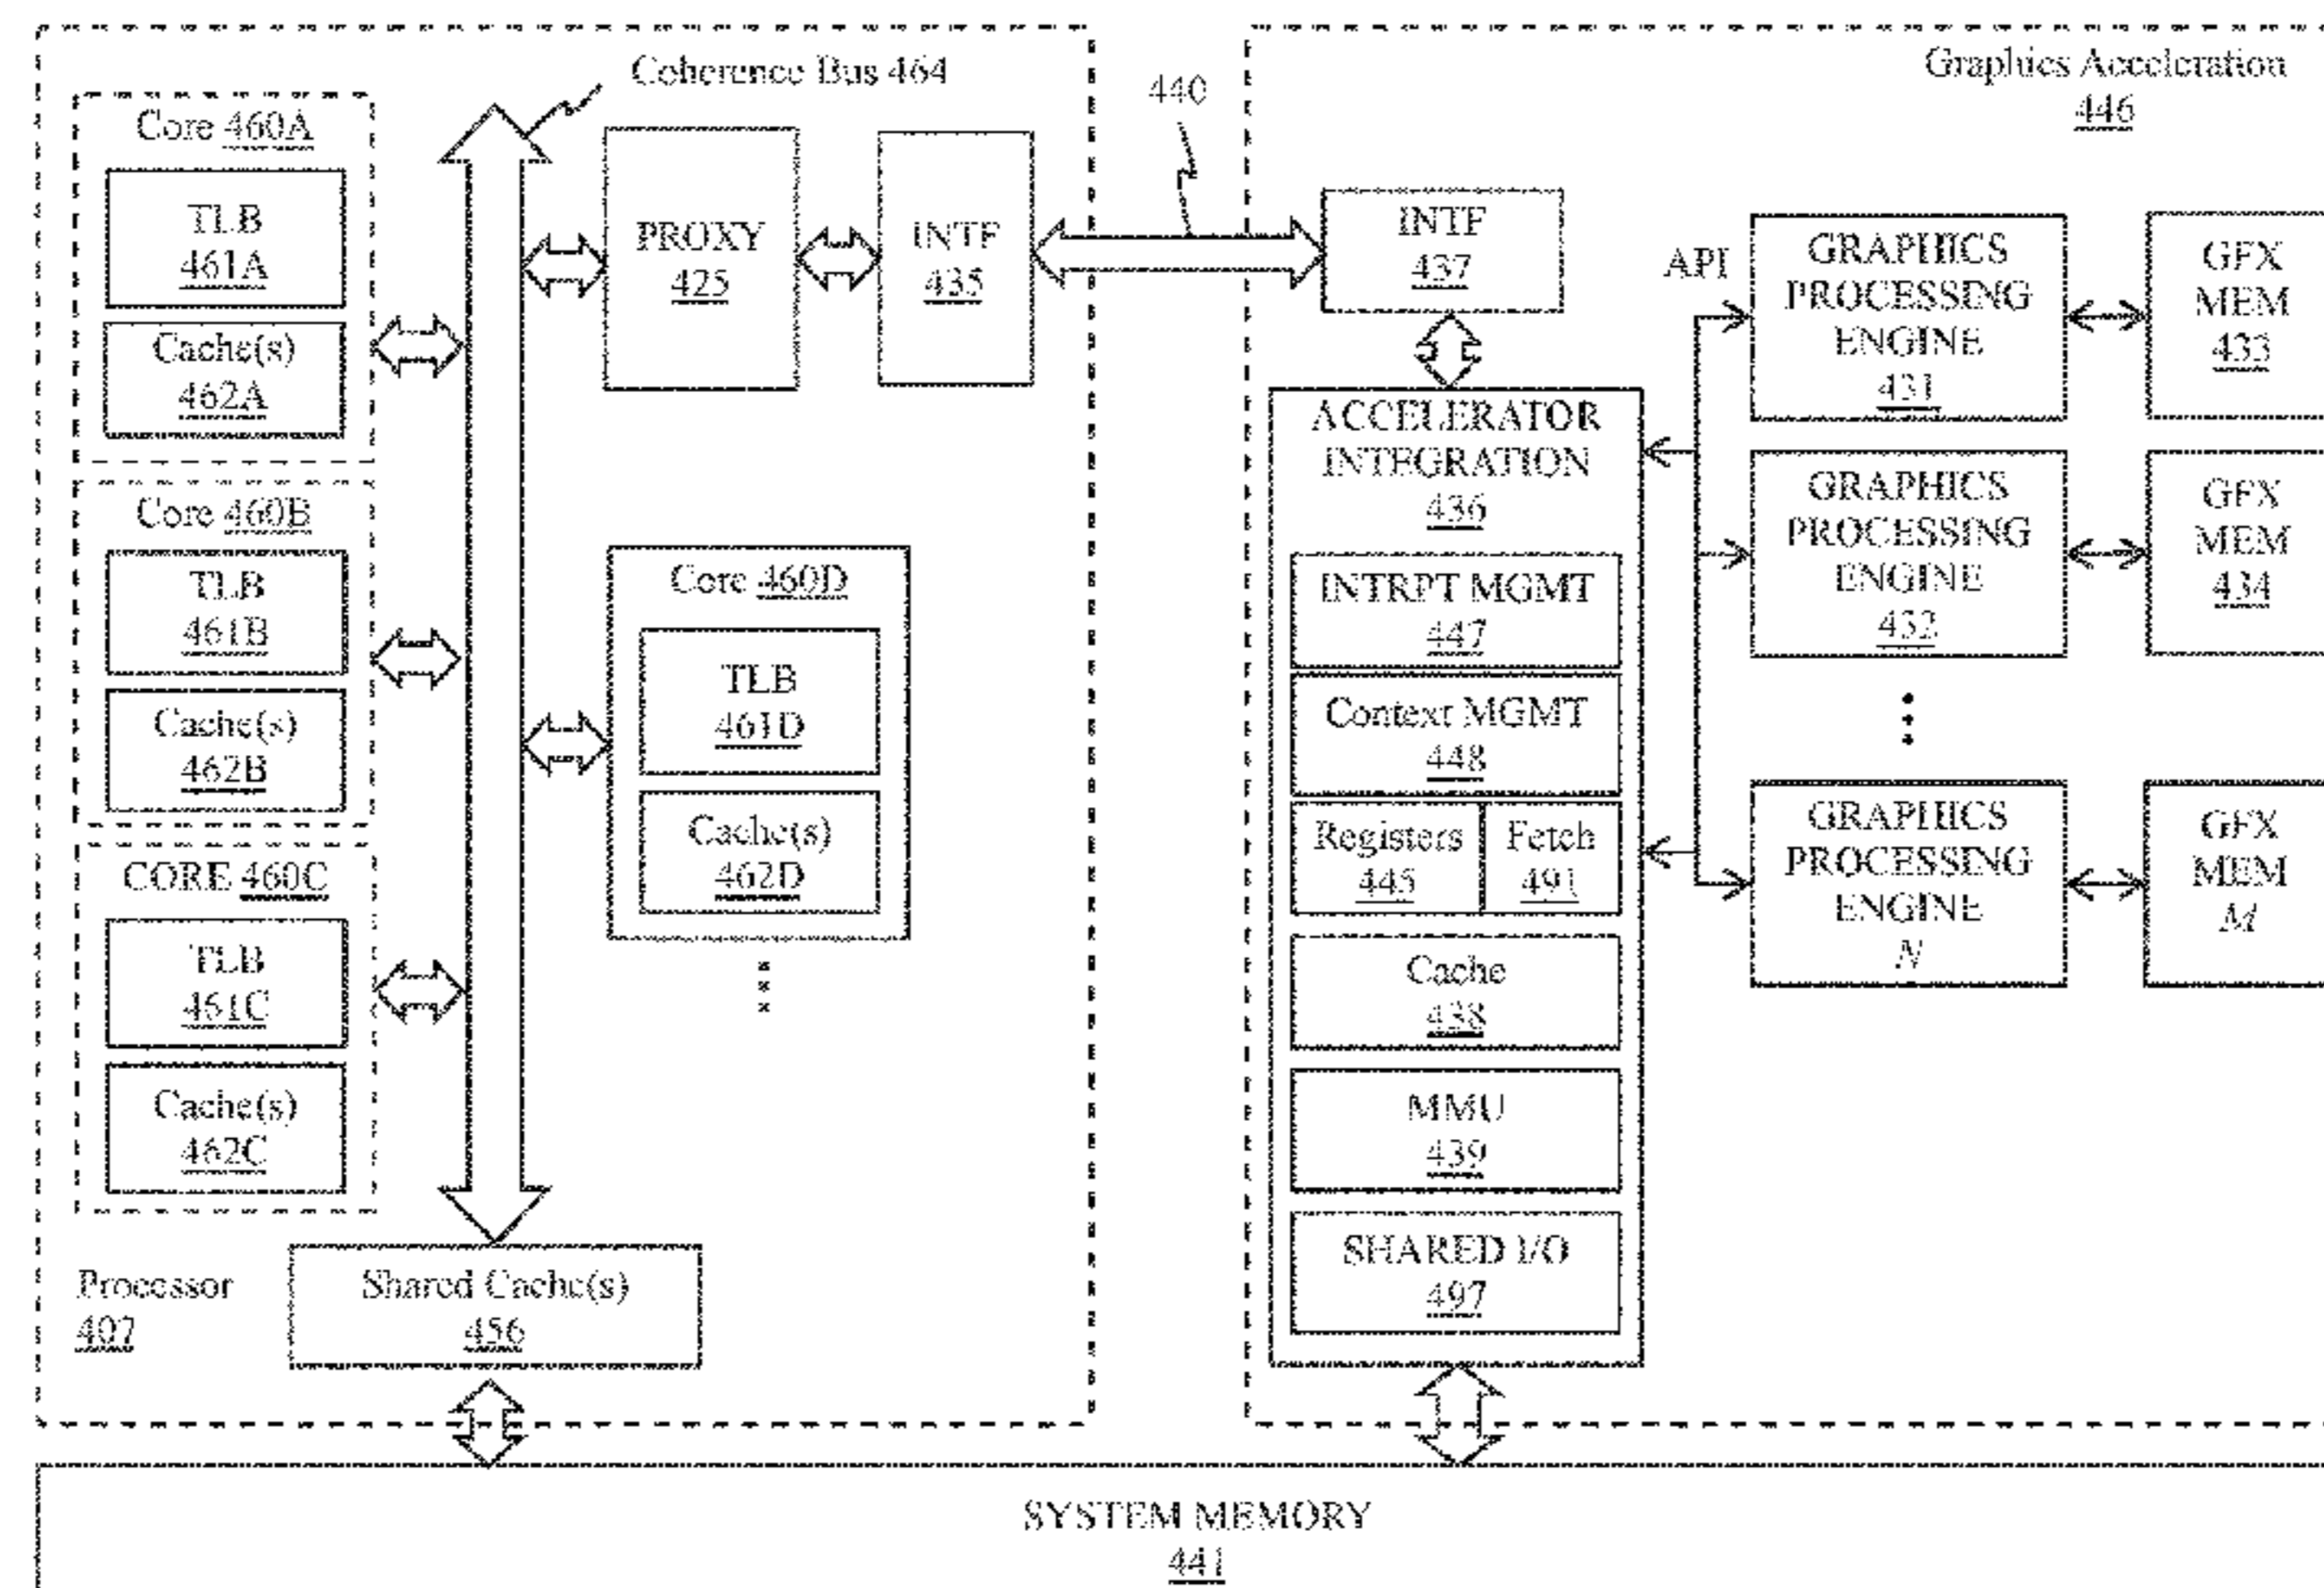 Coherence Bus 464
440
Graphics Acceleration
446
Core 460A
TLB
461A
Cache(s)
462A
Core 460B
TLB
461B
Cache(s)
462B
CORE 460C
TLB
461C
Cache(s)
462C
Processor
407
Shared Cache(s)
456
PROXY
425
INTF
435
Core 460D
TLB
461D
Cache(s)
462D
INTF
437
ACCELERATOR
INTEGRATION
436
INTRPT MGMT
447
Context MGMT
448
Registers
445
Fetch
491
Cache
438
MMU
439
SHARED I/O
497
API
GRAPHICS
PROCESSING
ENGINE
431
GFX
MEM
433
GRAPHICS
PROCESSING
ENGINE
432
GFX
MEM
434
GRAPHICS
PROCESSING
ENGINE
N
GFX
MEM
M
SYSTEM MEMORY
441